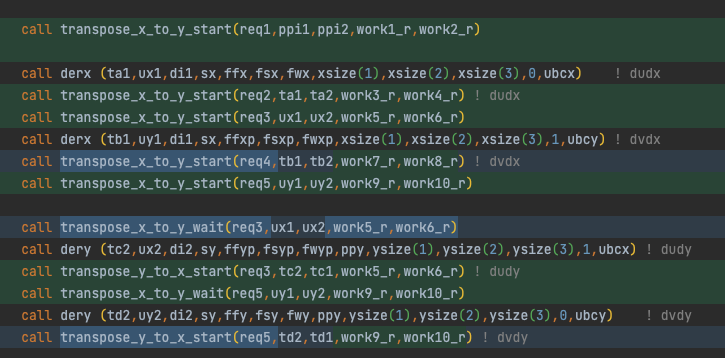 call transpose_x_to_y_start(req1,ppi1,ppi2,work1_r,work2_r)
call derx (ta1,ux1,di1,sx,ffx,fsx,fwx,xsize(1),xsize(2),xsize(3),0,ubcx) ! dudx
call transpose_x_to_y_start(req2,ta1,ta2,work3_r,work4_r) ! dudx
call transpose_x_to_y_start(req3,ux1,ux2,work5_r,work6_r)
call derx (tb1,uy1,di1,sx,ffxp,fsxp,fwxp,xsize(1),xsize(2),xsize(3),1,ubcy) ! dvdx
call transpose_x_to_y_start(req4,tb1,tb2,work7_r,work8_r) ! dvdx
call transpose_x_to_y_start(req5,uy1,uy2,work9_r,work10_r)
call transpose_x_to_y_wait(req3,ux1,ux2,work5_r,work6_r)
call dery (tc2,ux2,di2,sy,ffyp,fsyp,fwyp,ppy,ysize(1),ysize(2),ysize(3),1,ubcx) ! dudy
call transpose_y_to_x_start(req3,tc2,tc1,work5_r,work6_r) ! dudy
call transpose_x_to_y_wait(req5,uy1,uy2,work9_r,work10_r)
call dery (td2,uy2,di2,sy,ffy,fsy,fwy,ppy,ysize(1),ysize(2),ysize(3),0,ubcy) ! dvdy
call transpose_y_to_x_start(req5,td2,td1,work9_r,work10_r) ! dvdy